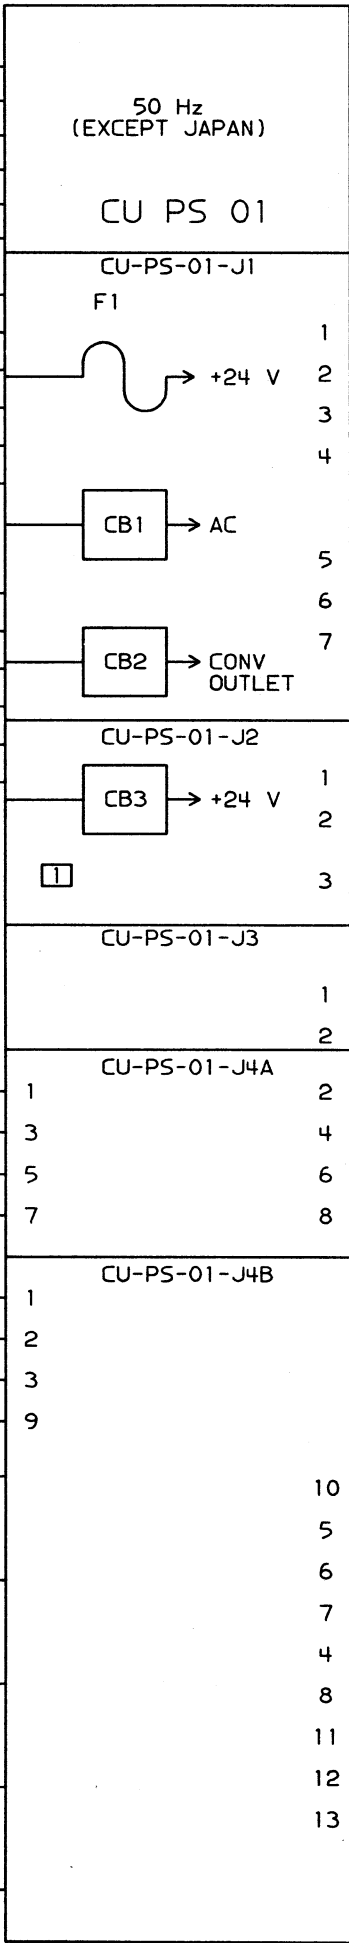 50 Hz
(EXCEPT JAPAN)
CU PS 01
CU-PS-01-J1
F1
1
+24 V 2
3
4
CB1 AC
5
6
7
CB2 CONV
OUTLET
CU-PS-01-J2
1
CB3 +24 V
2
1 3
CU-PS-01-J3
1
2
CU-PS-01-J4A
1 2
3 4
5 6
7 8
CU-PS-01-J4B
1
2
3
9
10
5
6
7
4
8
11
12
13